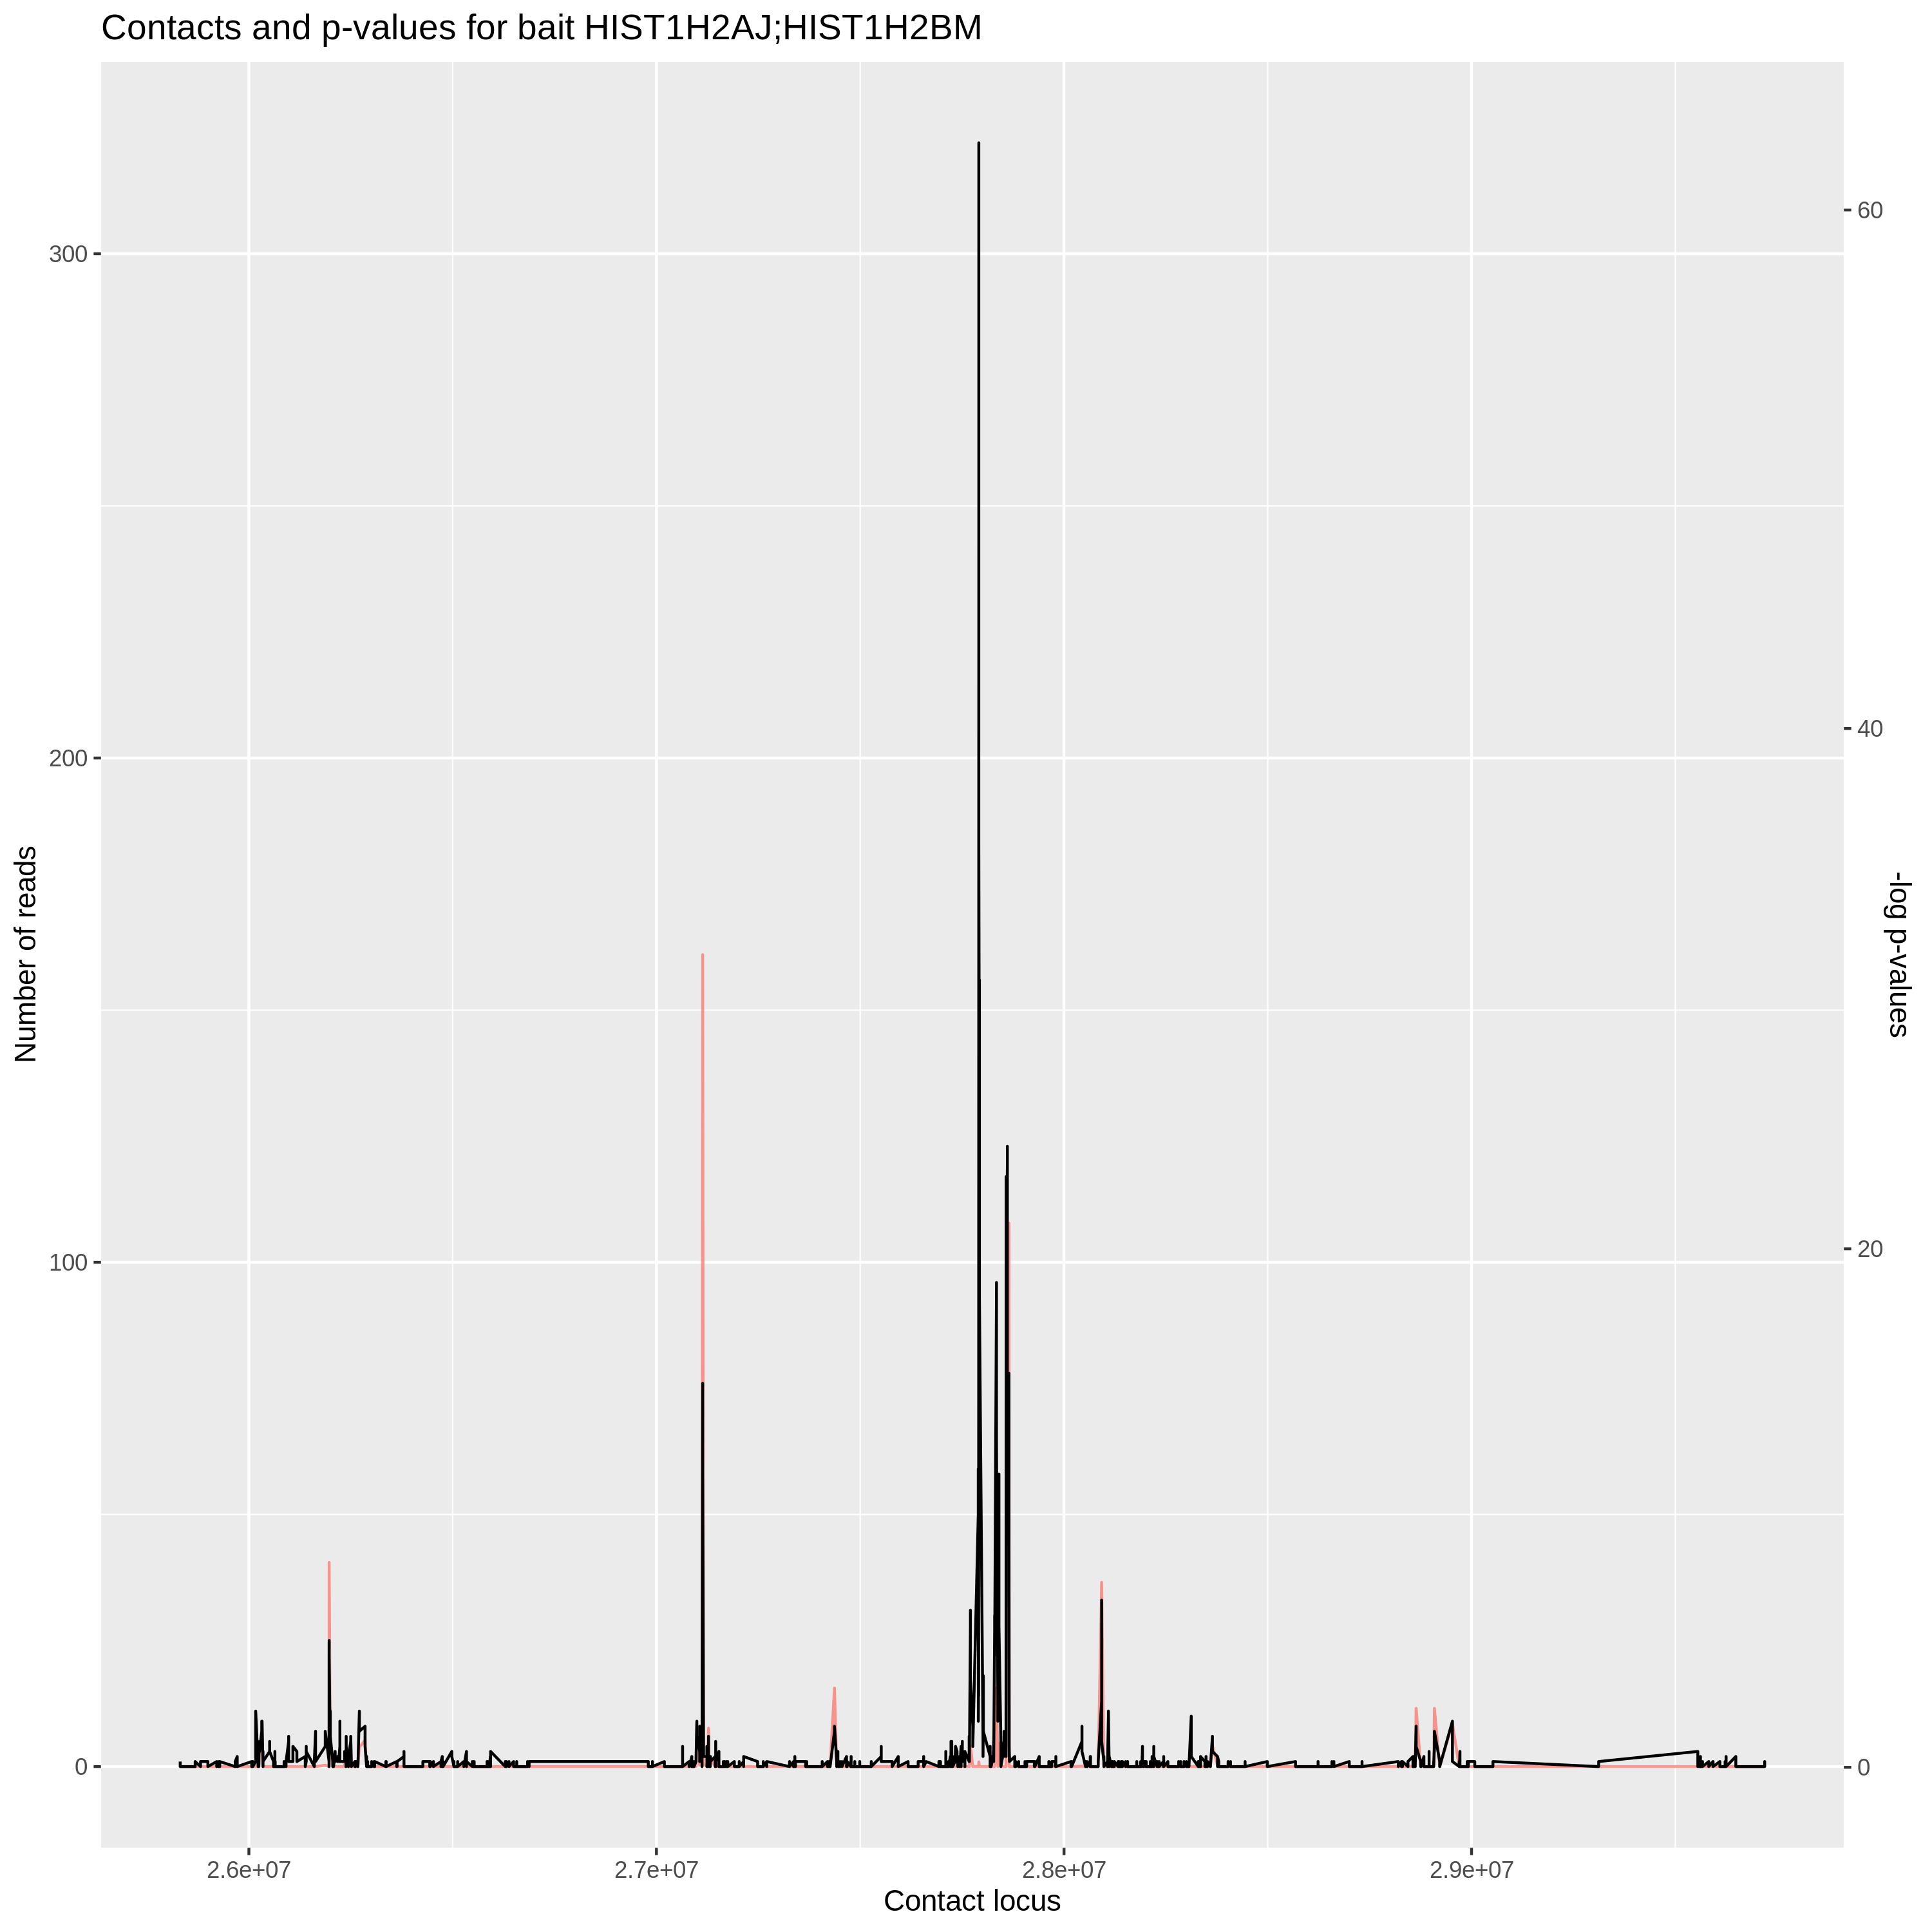 Contacts and p-values for bait HIST1H2AJ;HIST1H2BM
Number of reads
300
200
100
0
60
40
20
0
-log p-values
2.6e+07 2.7e+07 2.8e+07 2.9e+07
Contact locus